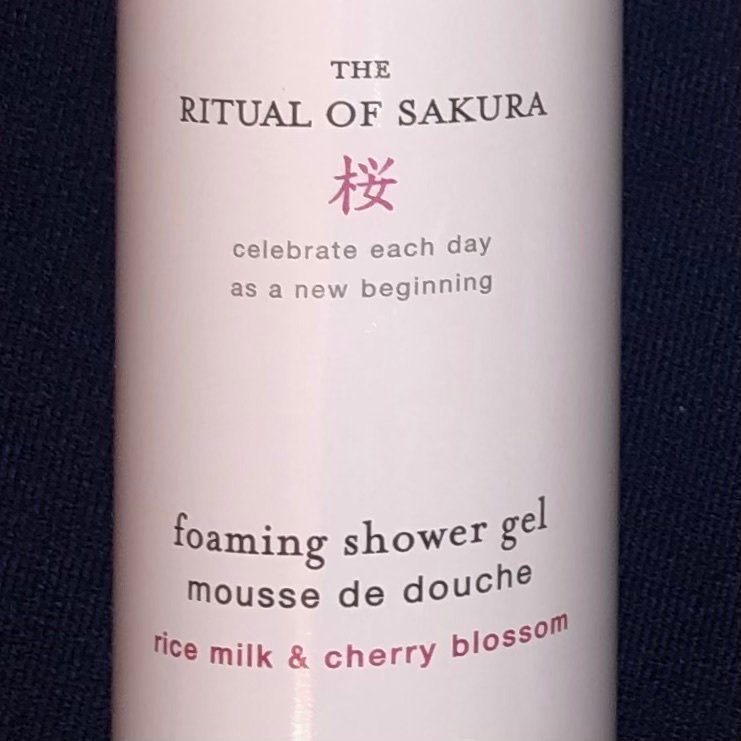 THE
RITUAL OF SAKURA
桜
celebrate each day
as a new beginning
foaming shower gel
mousse de douche
rice milk & cherry blossom